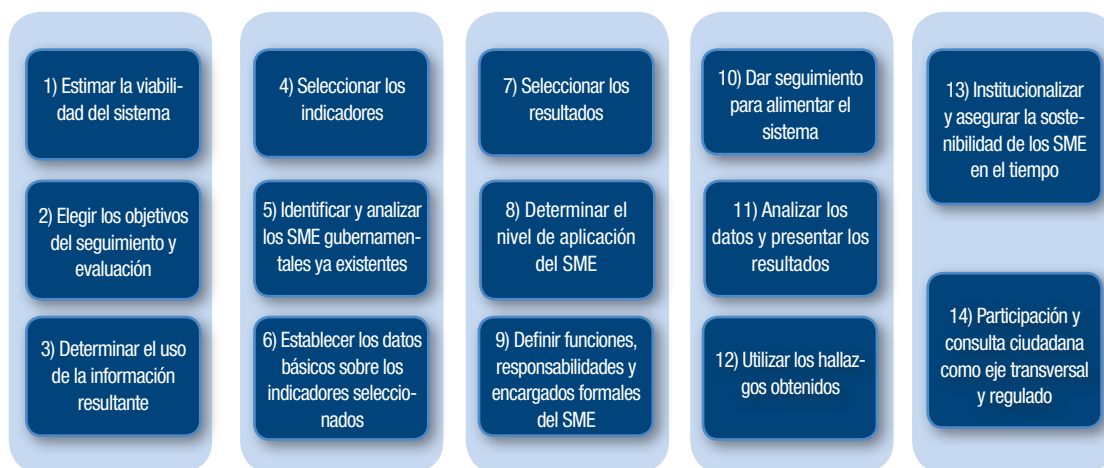 1) Estimar la viabili-
dad del sistema
2) Elegir los objetivos
del seguimiento y
evaluación
3) Determinar el uso
de la información
resultante
4) Seleccionar los
indicadores
5) Identificar y analizar
los SME gubernamen-
tales ya existentes
6) Establecer los datos
básicos sobre los
indicadores seleccio-
nados
7) Seleccionar los
resultados
8) Determinar el
nivel de aplicación
del SME
9) Definir funciones,
responsabilidades y
encargados formales
del SME
10) Dar seguimiento
para alimentar el
sistema
11) Analizar los
datos y presentar los
resultados
12) Utilizar los hallaz-
gos obtenidos
13) Institucionalizar
y asegurar la soste-
nibilidad de los SME
en el tiempo
14) Participación y
consulta ciudadana
como eje transversal
y regulado